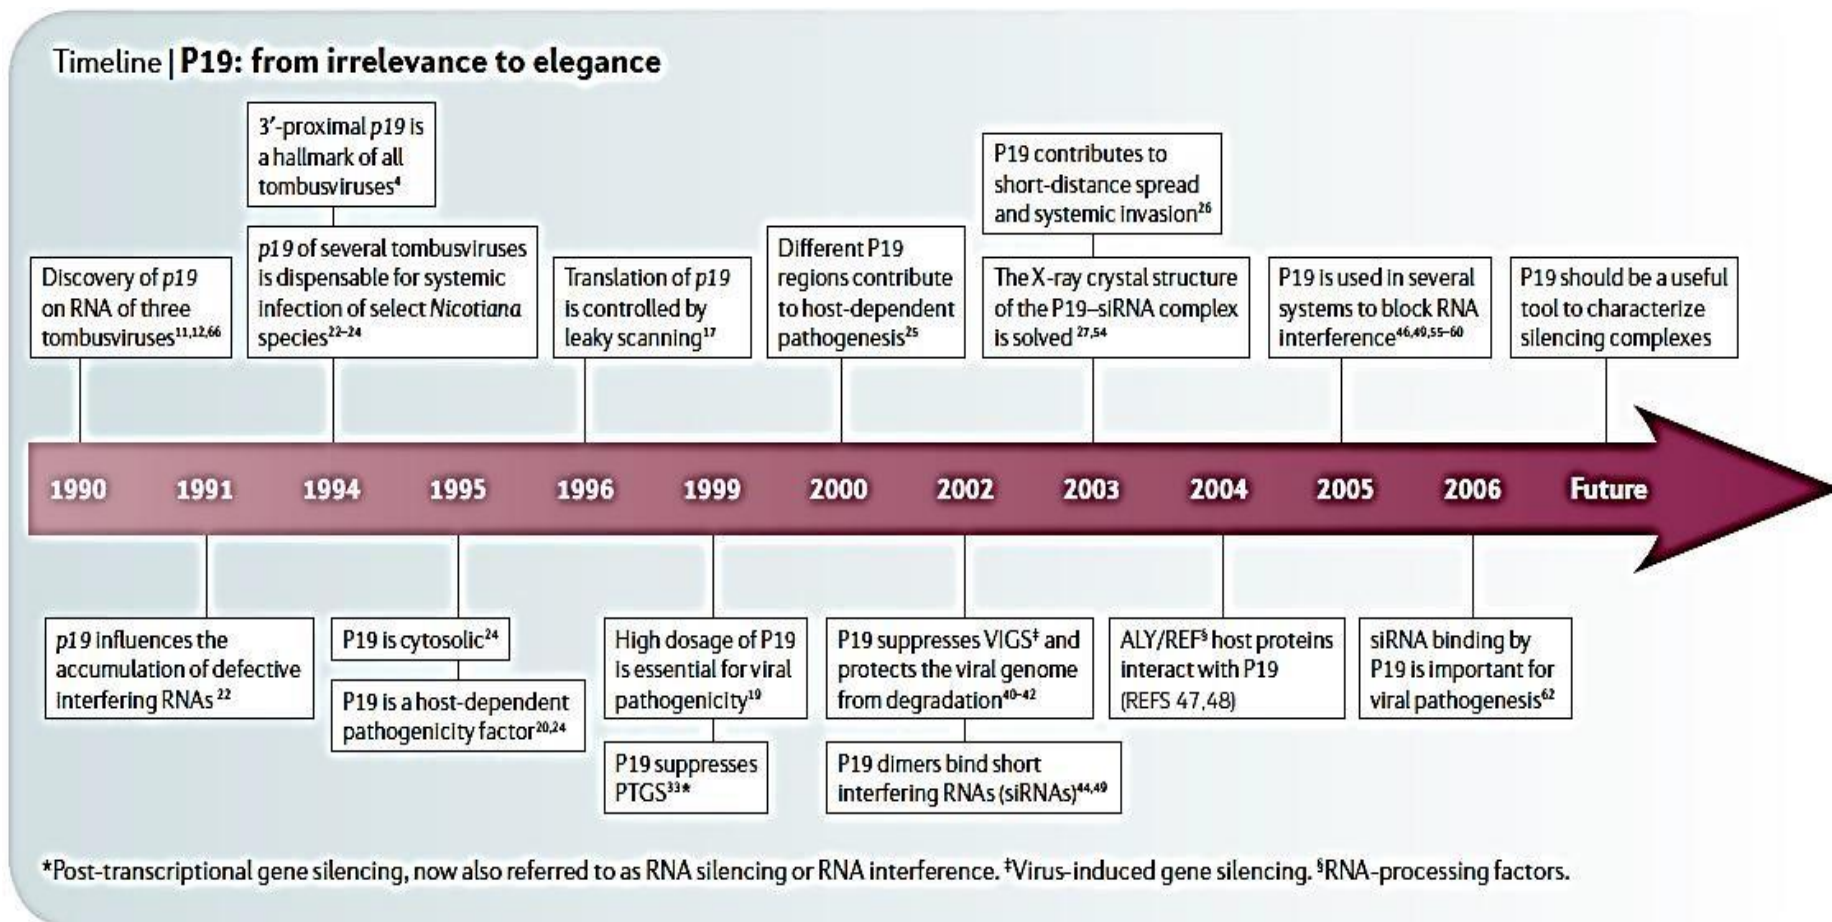 Timeline | P19: from irrelevance to elegance
3′-proximal p19 is
a hallmark of all
tombusviruses⁴
P19 contributes to
short-distance spread
and systemic invasion²⁶
Discovery of p19
on RNA of three
tombusviruses¹¹,¹²,⁶⁶
p19 of several tombusviruses
is dispensable for systemic
infection of select Nicotiana
species²²⁻²⁴
Translation of p19
is controlled by
leaky scanning¹⁷
Different P19
regions contribute
to host-dependent
pathogenesis²⁵
The X-ray crystal structure
of the P19–siRNA complex
is solved ²⁷,⁵⁴
P19 is used in several
systems to block RNA
interference⁴⁶,⁴⁹,⁵⁵⁻⁶⁰
P19 should be a useful
tool to characterize
silencing complexes
1990 1991 1994 1995 1996 1999 2000 2002 2003 2004 2005 2006 Future
p19 influences the
accumulation of defective
interfering RNAs ²²
P19 is cytosolic²⁴
P19 is a host-dependent
pathogenicity factor²⁰,²⁴
High dosage of P19
is essential for viral
pathogenicity¹⁹
P19 suppresses
PTGS³³*
P19 suppresses VIGS‡ and
protects the viral genome
from degradation⁴⁰⁻⁴²
P19 dimers bind short
interfering RNAs (siRNAs)⁴⁴,⁴⁹
ALY/REF§ host proteins
interact with P19
(REFS 47,48)
siRNA binding by
P19 is important for
viral pathogenesis⁶²
*Post-transcriptional gene silencing, now also referred to as RNA silencing or RNA interference. ‡Virus-induced gene silencing. §RNA-processing factors.